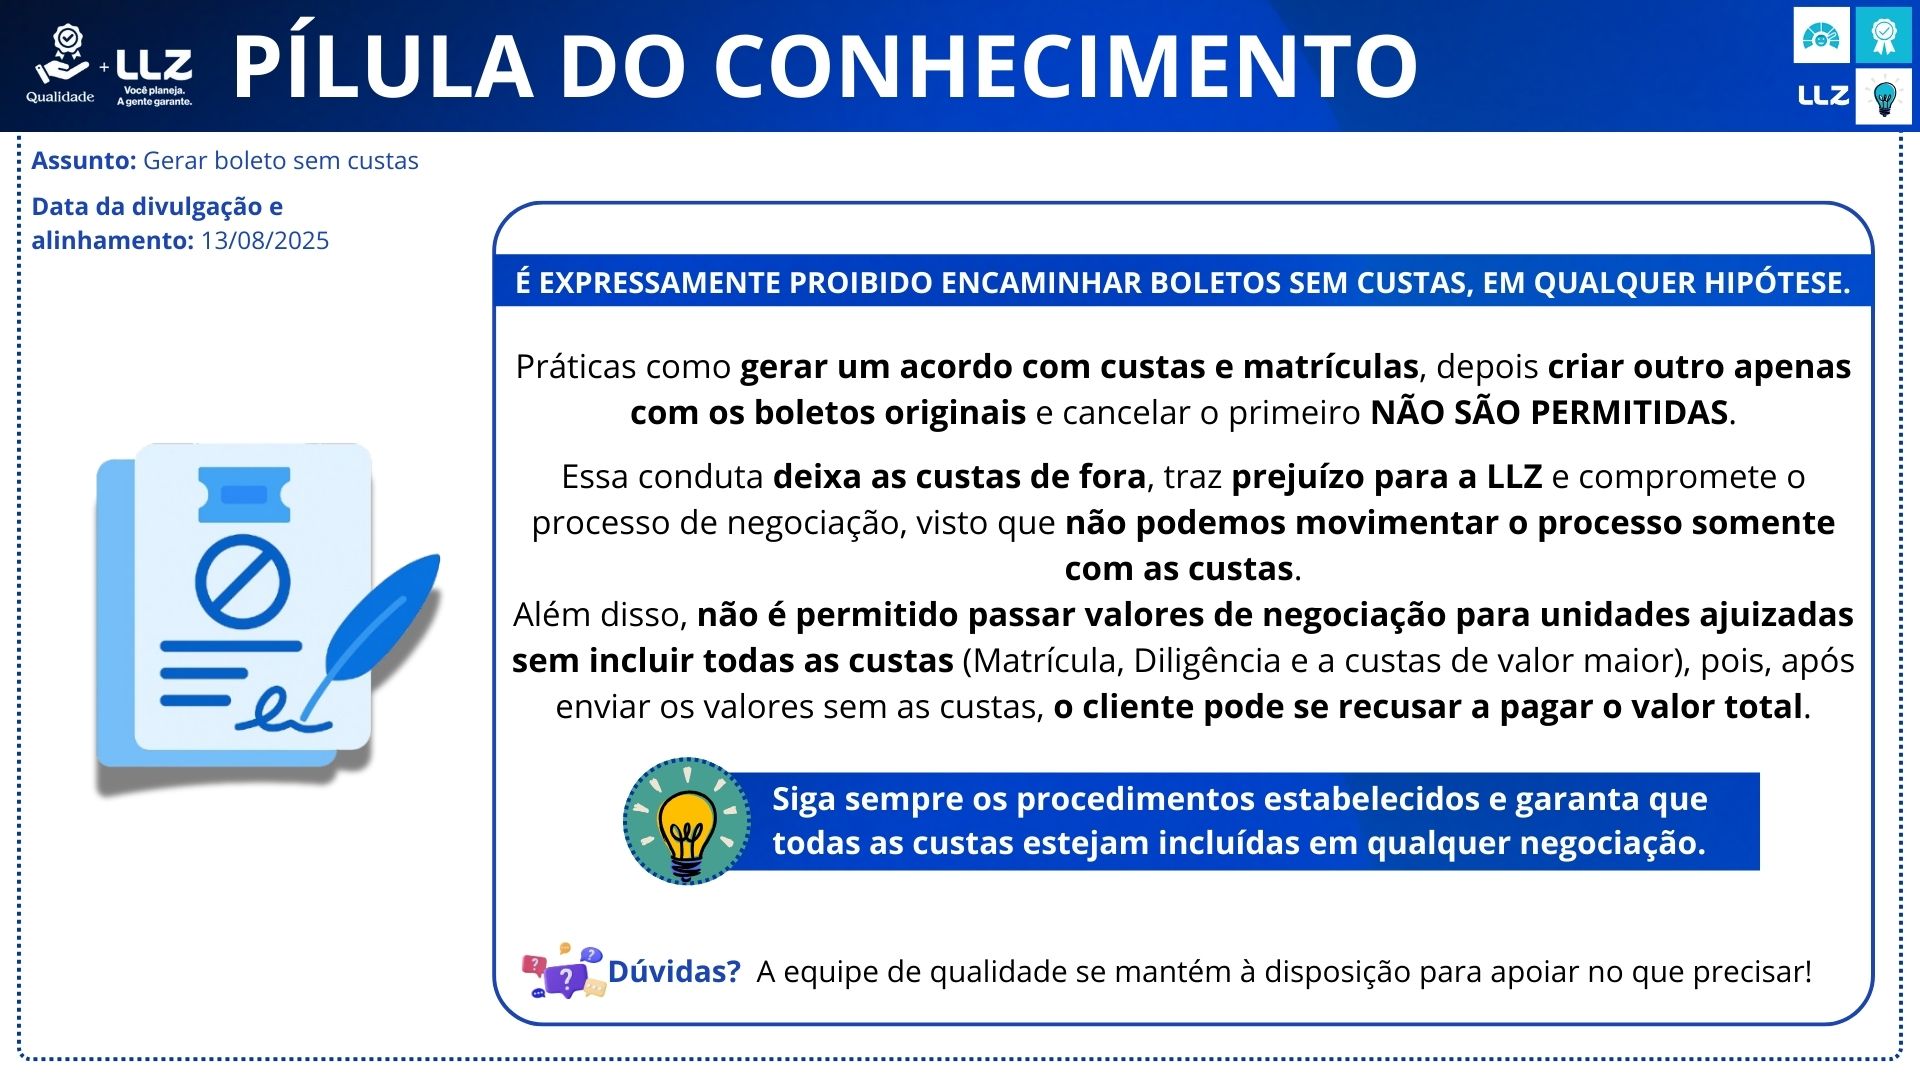 Qualidade
+
LLZ
Você planeja.
A gente garante.
PÍLULA DO CONHECIMENTO
LLZ
Assunto: Gerar boleto sem custas
Data da divulgação e
alinhamento: 13/08/2025
É EXPRESSAMENTE PROIBIDO ENCAMINHAR BOLETOS SEM CUSTAS, EM QUALQUER HIPÓTESE.
Práticas como gerar um acordo com custas e matrículas, depois criar outro apenas
com os boletos originais e cancelar o primeiro NÃO SÃO PERMITIDAS.
Essa conduta deixa as custas de fora, traz prejuízo para a LLZ e compromete o
processo de negociação, visto que não podemos movimentar o processo somente
com as custas.
Além disso, não é permitido passar valores de negociação para unidades ajuizadas
sem incluir todas as custas (Matrícula, Diligência e a custas de valor maior), pois, após
enviar os valores sem as custas, o cliente pode se recusar a pagar o valor total.
Siga sempre os procedimentos estabelecidos e garanta que
todas as custas estejam incluídas em qualquer negociação.
Dúvidas? A equipe de qualidade se mantém à disposição para apoiar no que precisar!